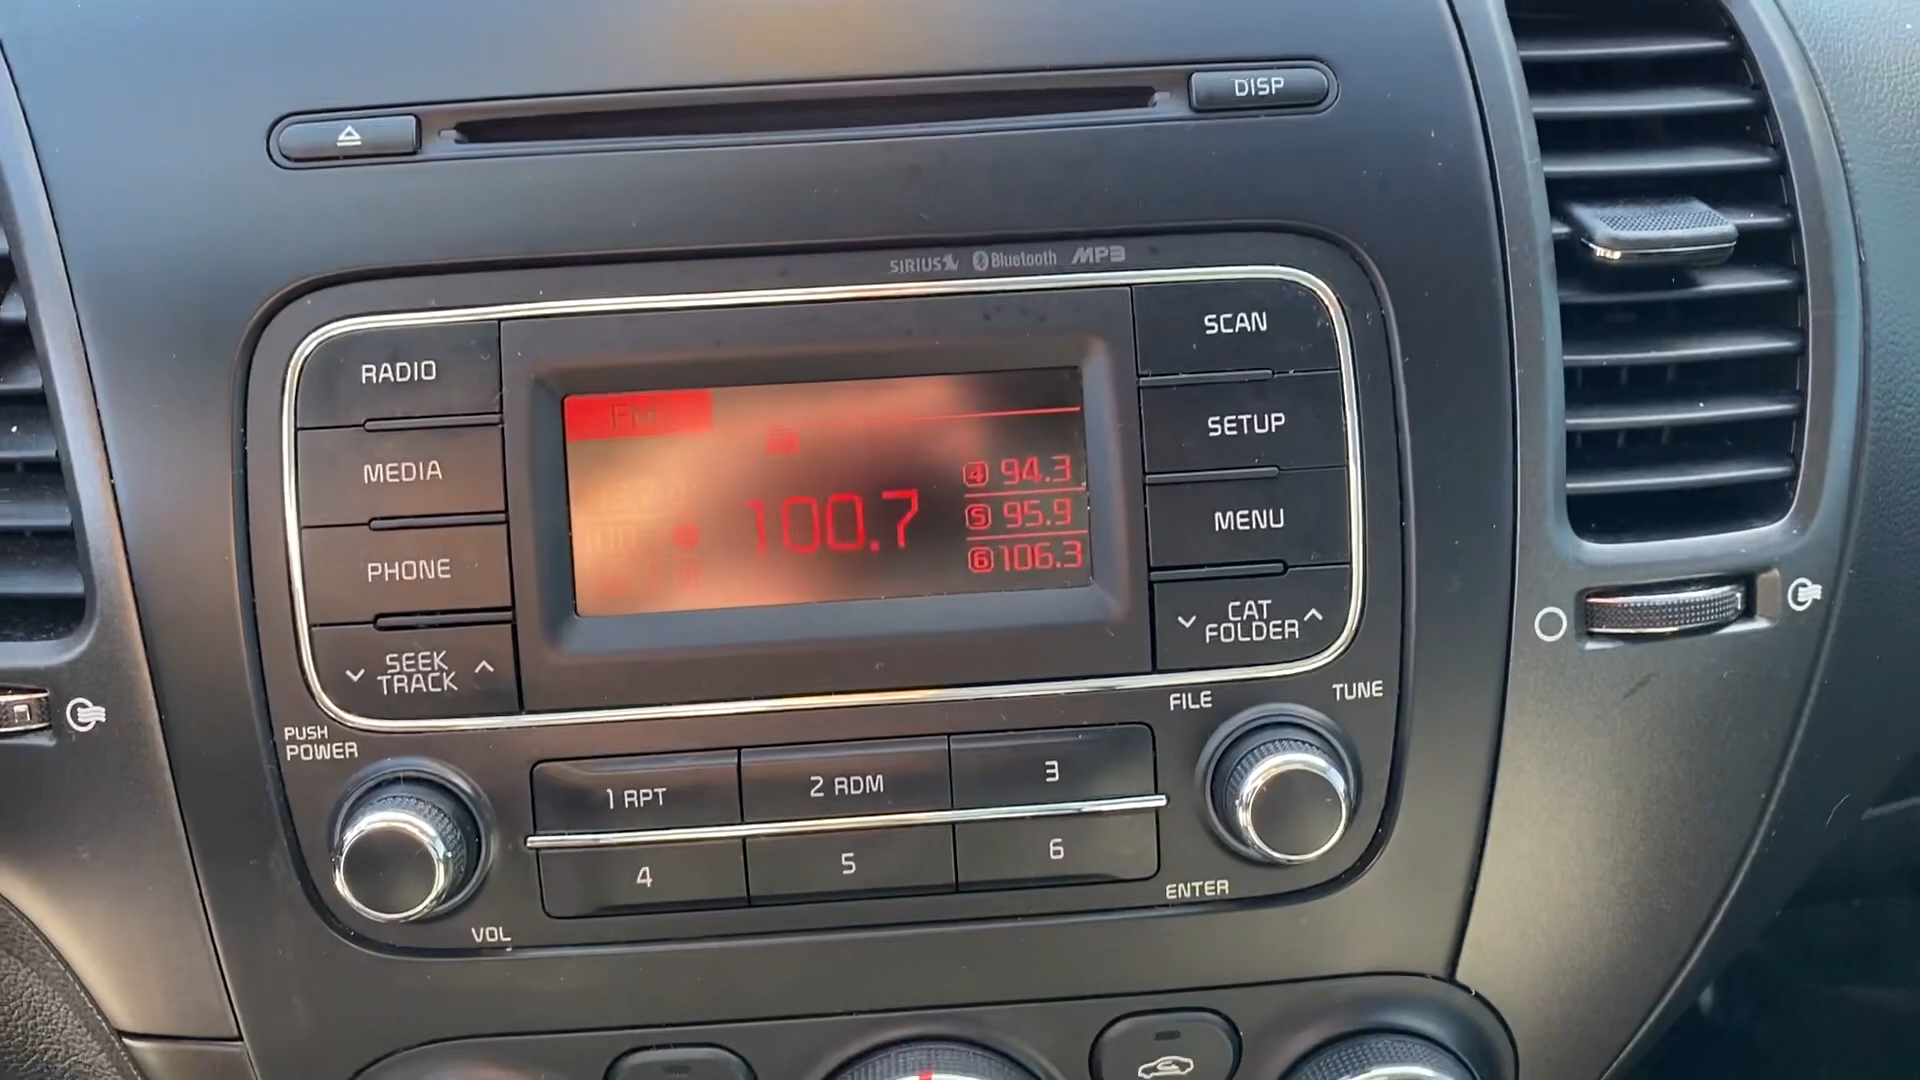 DISP
SIRIUS Bluetooth MP3
RADIO
MEDIA
PHONE
SEEK
TRACK
100.7
4 94.3
5 95.9
6 106.3
SCAN
SETUP
MENU
CAT
FOLDER
PUSH
POWER
VOL
1 RPT
2 RDM
3
4
5
6
FILE
TUNE
ENTER